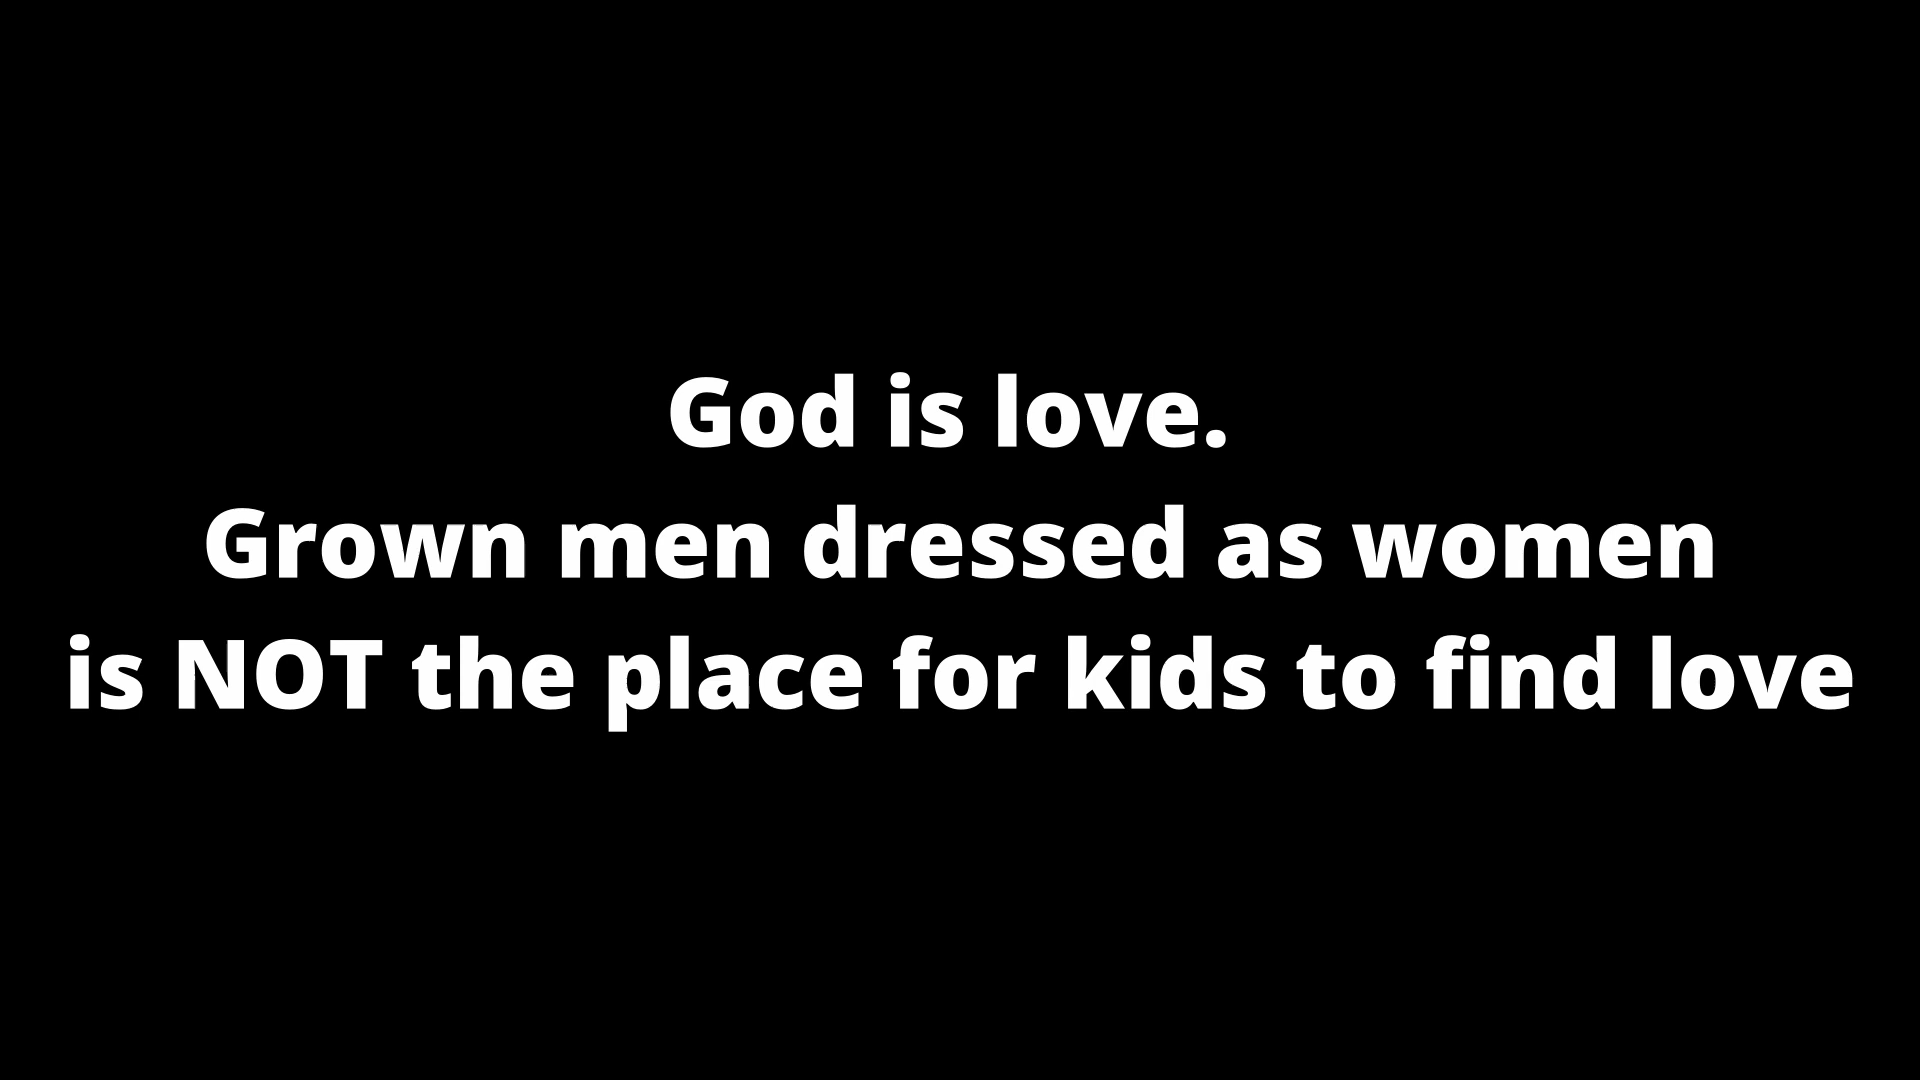 God is love.
Grown men dressed as women
is NOT the place for kids to find love